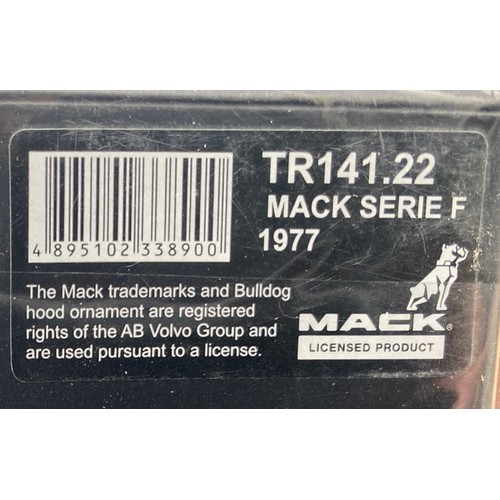 TR141.22
MACK SERIE F
1977
4 895102 338900
The Mack trademarks and Bulldog
hood ornament are registered
rights of the AB Volvo Group and
are used pursuant to a license.
MACK®
LICENSED PRODUCT